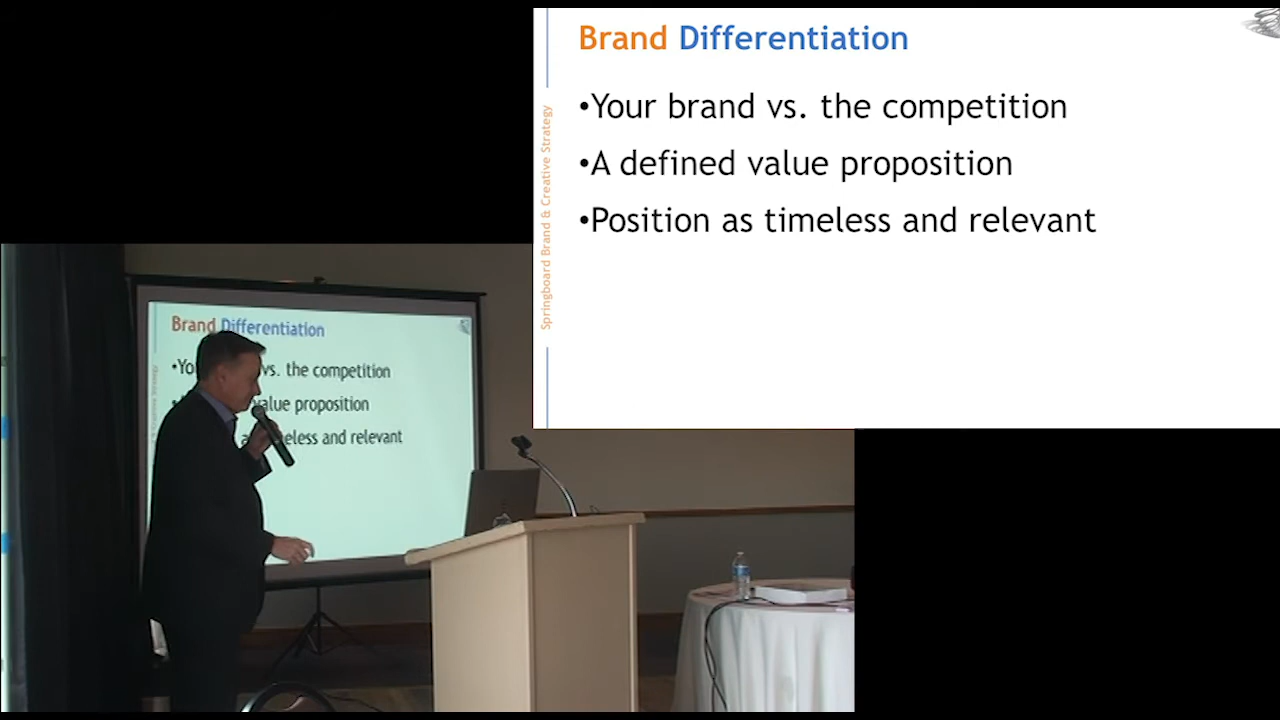 Brand Differentiation
•Your brand vs. the competition
•A defined value proposition
•Position as timeless and relevant
Springboard Brand & Creative Strategy
Brand Differentiation
•Yo vs. the competition
value proposition
and relevant